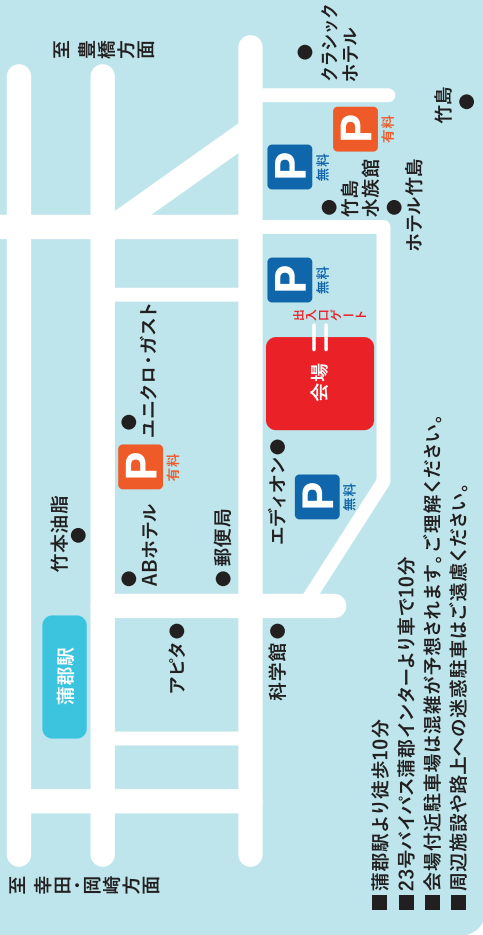 至 幸田・岡崎方面
至 豊橋方面
蒲郡駅
竹本油脂
アピタ
ABホテル
P
有料
ユニクロ・ガスト
郵便局
科学館
エディオン
P
無料
会場
出入口ゲート
P
無料
P
無料
P
有料
クラシック
ホテル
竹島
水族館
ホテル竹島
竹島
■蒲郡駅より徒歩10分
■23号バイパス蒲郡インターより車で10分
■会場付近駐車場は混雑が予想されます。ご理解ください。
■周辺施設や路上への迷惑駐車はご遠慮ください。